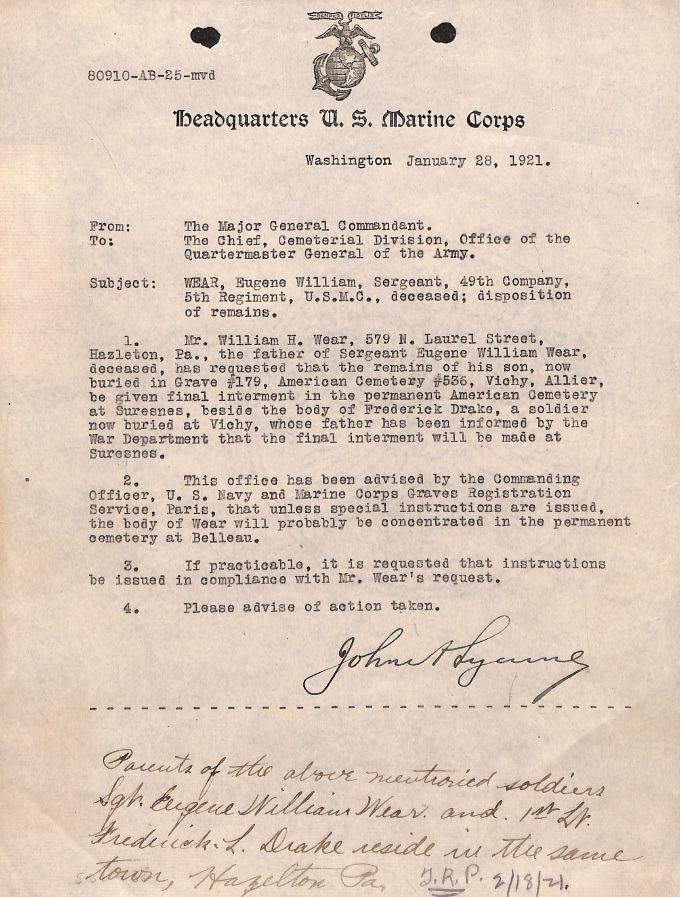 80910-AB-25-mvd
Headquarters U. S. Marine Corps
Washington January 28, 1921.
From: The Major General Commandant.
To: The Chief, Cemeterial Division, Office of the
Quartermaster General of the Army.
Subject: WEAR, Eugene William, Sergeant, 49th Company,
5th Regiment, U.S.M.C., deceased; disposition
of remains.
1. Mr. William H. Wear, 579 N. Laurel Street,
Hazleton, Pa., the father of Sergeant Eugene William Wear,
deceased, has requested that the remains of his son, now
buried in Grave #179, American Cemetery #536, Vichy, Allier,
be given final interment in the permanent American Cemetery
at Suresnes, beside the body of Frederick Drake, a soldier
now buried at Vichy, whose father has been informed by the
War Department that the final interment will be made at
Suresnes.
2. This office has been advised by the Commanding
Officer, U. S. Navy and Marine Corps Graves Registration
Service, Paris, that unless special instructions are issued,
the body of Wear will probably be concentrated in the permanent
cemetery at Belleau.
3. If practicable, it is requested that instructions
be issued in compliance with Mr. Wear's request.
4. Please advise of action taken.
John A Lejeune
Parents of the above mentioned soldiers
Sgt. Eugene William Wear. and. 1st Lt.
Frederick. L. Drake reside in the same
town, Hazelton Pa. J.R.P. 2/18/21.